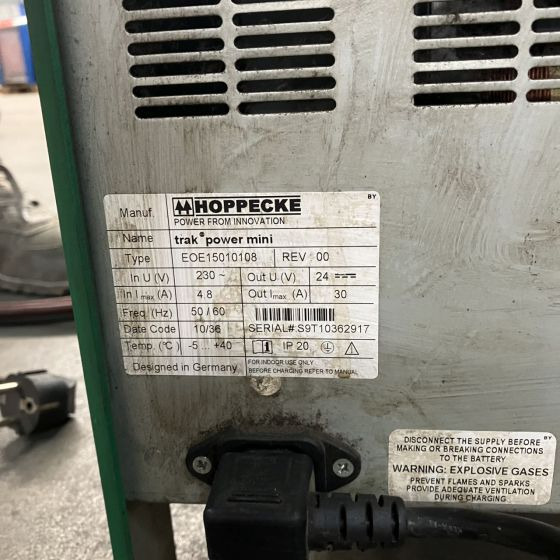 BY
Manuf. HOPPECKE
POWER FROM INNOVATION
Name trak® power mini
Type EOE15010108 REV : 00
In U (V) 230 ~ Out U (V) 24
In I max. (A) 4.8 Out I max. (A) 30
Freq. (Hz) 50 / 60
Date Code 10/36 SERIAL# S9T10362917
Temp. (°C) -5 ... +40 IP 20
Designed in Germany FOR INDOOR USE ONLY
BEFORE CHARGING REFER TO MANUAL
BY
DISCONNECT THE SUPPLY BEFORE
MAKING OR BREAKING CONNECTIONS
TO THE BATTERY
WARNING: EXPLOSIVE GASES
PREVENT FLAMES AND SPARKS
PROVIDE ADEQUATE VENTILATION
DURING CHARGING